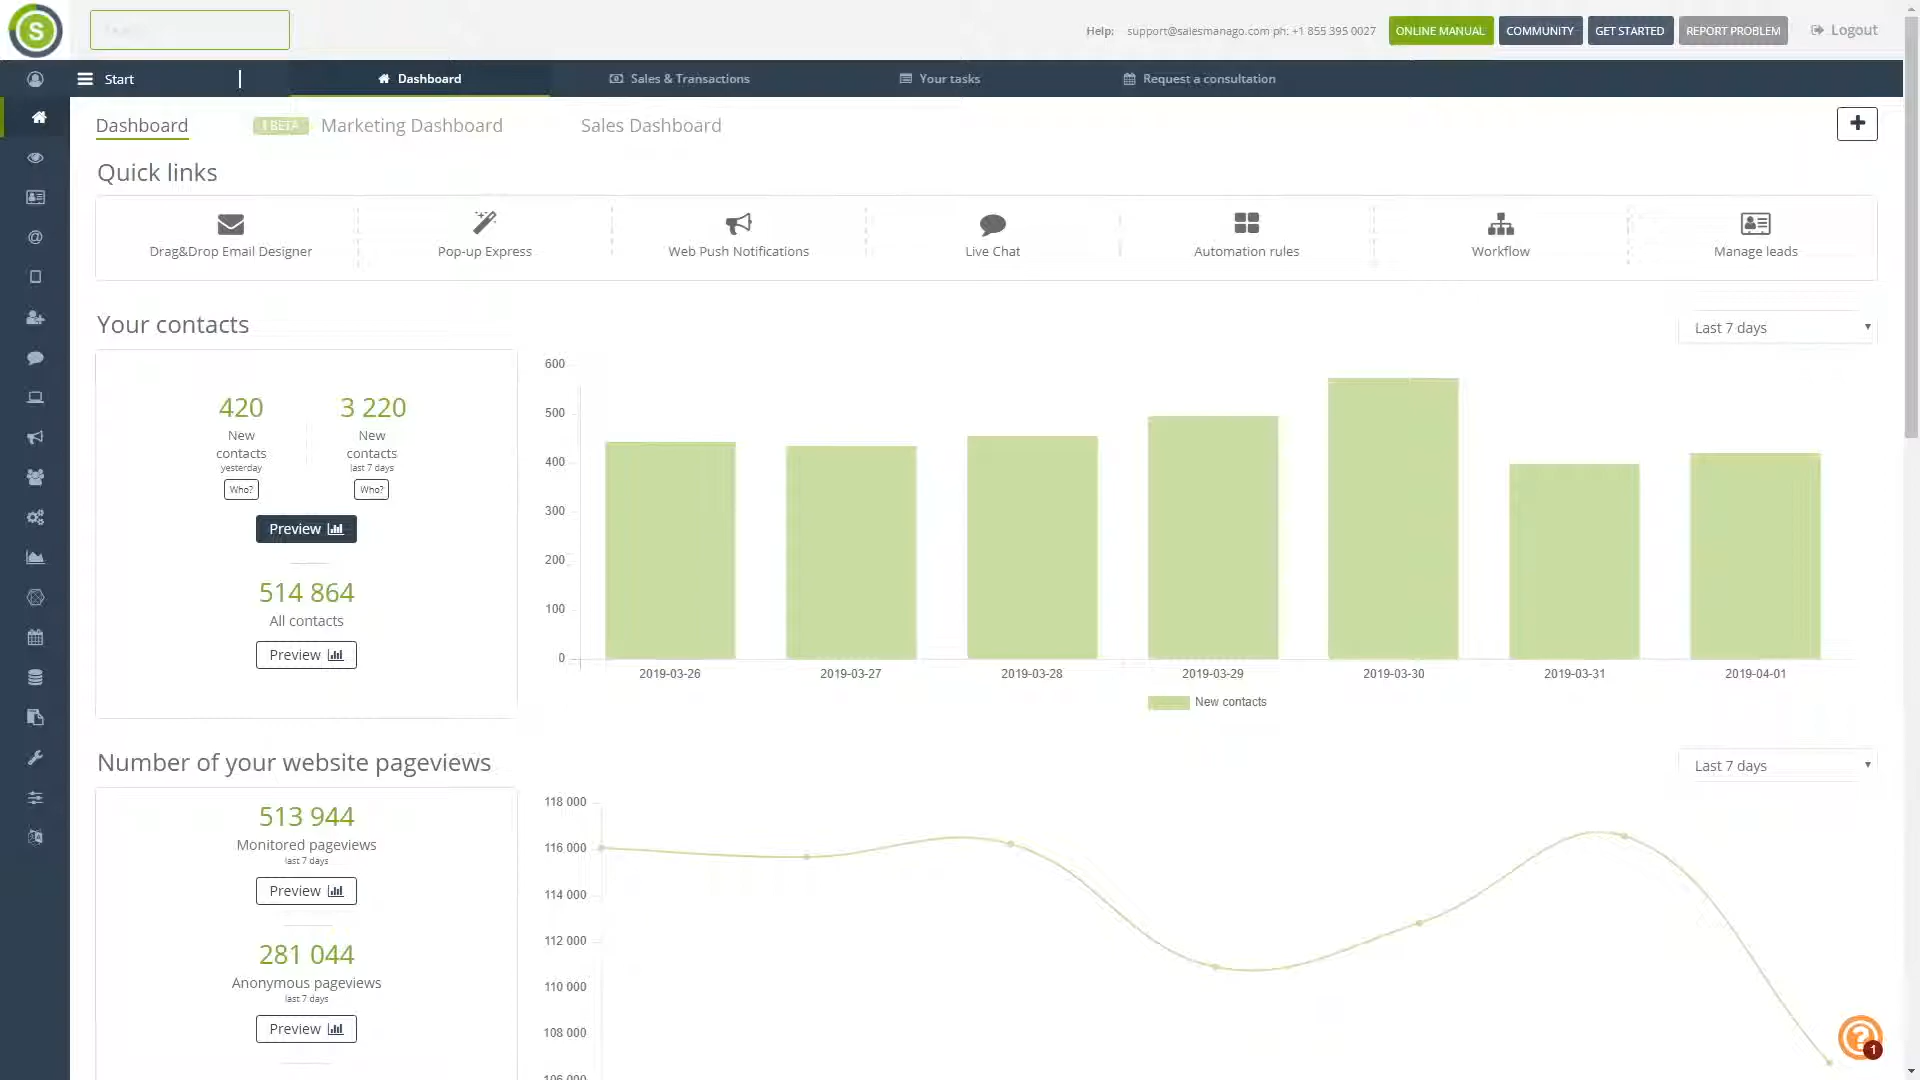 S
Help: support@salesmanago.com ph: +1 855 395 0027
ONLINE MANUAL
COMMUNITY
GET STARTED
REPORT PROBLEM
Logout
Start
Dashboard
Sales & Transactions
Your tasks
Request a consultation
Dashboard
BETA
Marketing Dashboard
Sales Dashboard
Quick links
Drag&Drop Email Designer
Pop-up Express
Web Push Notifications
Live Chat
Automation rules
Workflow
Manage leads
Your contacts
Last 7 days
420
New
contacts
yesterday
Who?
3 220
New
contacts
last 7 days
Who?
Preview
514 864
All contacts
Preview
600
500
400
300
200
100
0
2019-03-26
2019-03-27
2019-03-28
2019-03-29
2019-03-30
2019-03-31
2019-04-01
New contacts
Number of your website pageviews
Last 7 days
513 944
Monitored pageviews
last 7 days
Preview
281 044
Anonymous pageviews
last 7 days
Preview
118 000
116 000
114 000
112 000
110 000
108 000
106 000
1